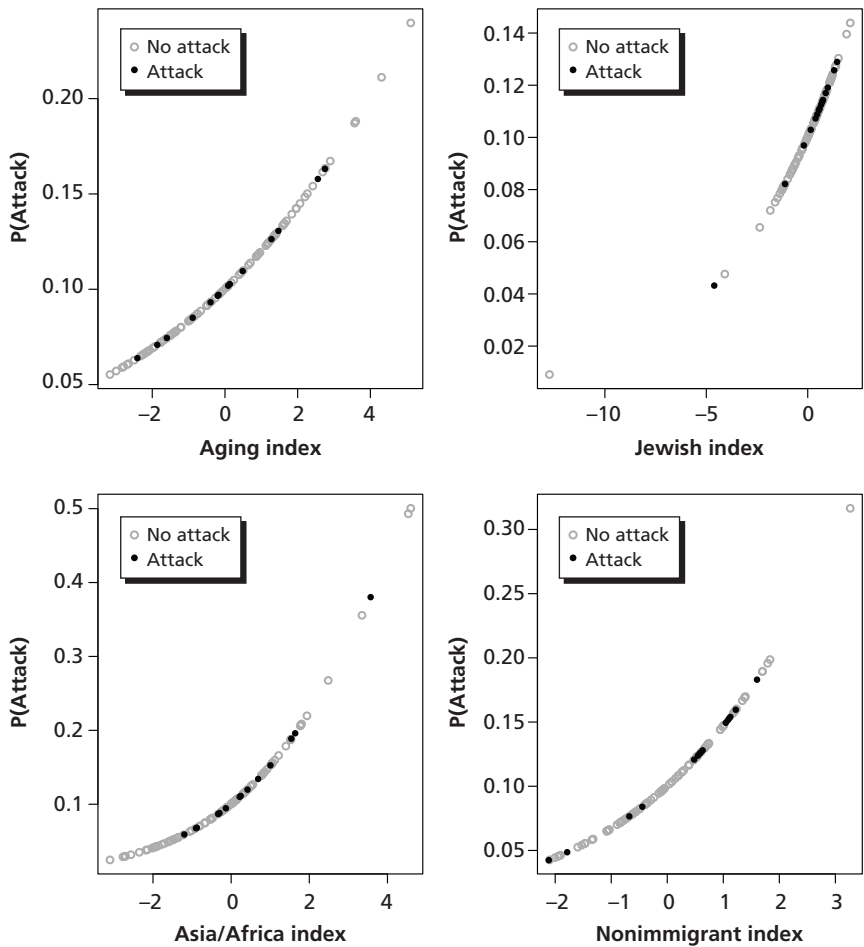 No attack
Attack
P(Attack)
0.20
0.15
0.10
0.05
−2
0
2
4
Aging index
No attack
Attack
P(Attack)
0.14
0.12
0.10
0.08
0.06
0.04
0.02
−10
−5
0
Jewish index
No attack
Attack
P(Attack)
0.5
0.4
0.3
0.2
0.1
−2
0
2
4
Asia/Africa index
No attack
Attack
P(Attack)
0.30
0.25
0.20
0.15
0.10
0.05
−2
−1
0
1
2
3
Nonimmigrant index